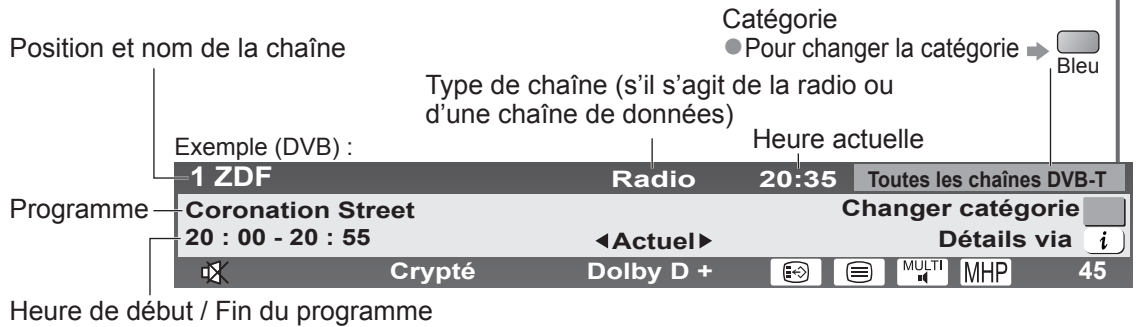 Catégorie
● Pour changer la catégorie
Bleu
Position et nom de la chaîne
Type de chaîne (s'il s'agit de la radio ou
d'une chaîne de données)
Heure actuelle
Exemple (DVB) :
1 ZDF Radio 20:35 Toutes les chaînes DVB-T
Programme
Coronation Street Changer catégorie
20 : 00 - 20 : 55 ◀Actuel▶ Détails via i
Crypté Dolby D + MULTI MHP 45
Heure de début / Fin du programme